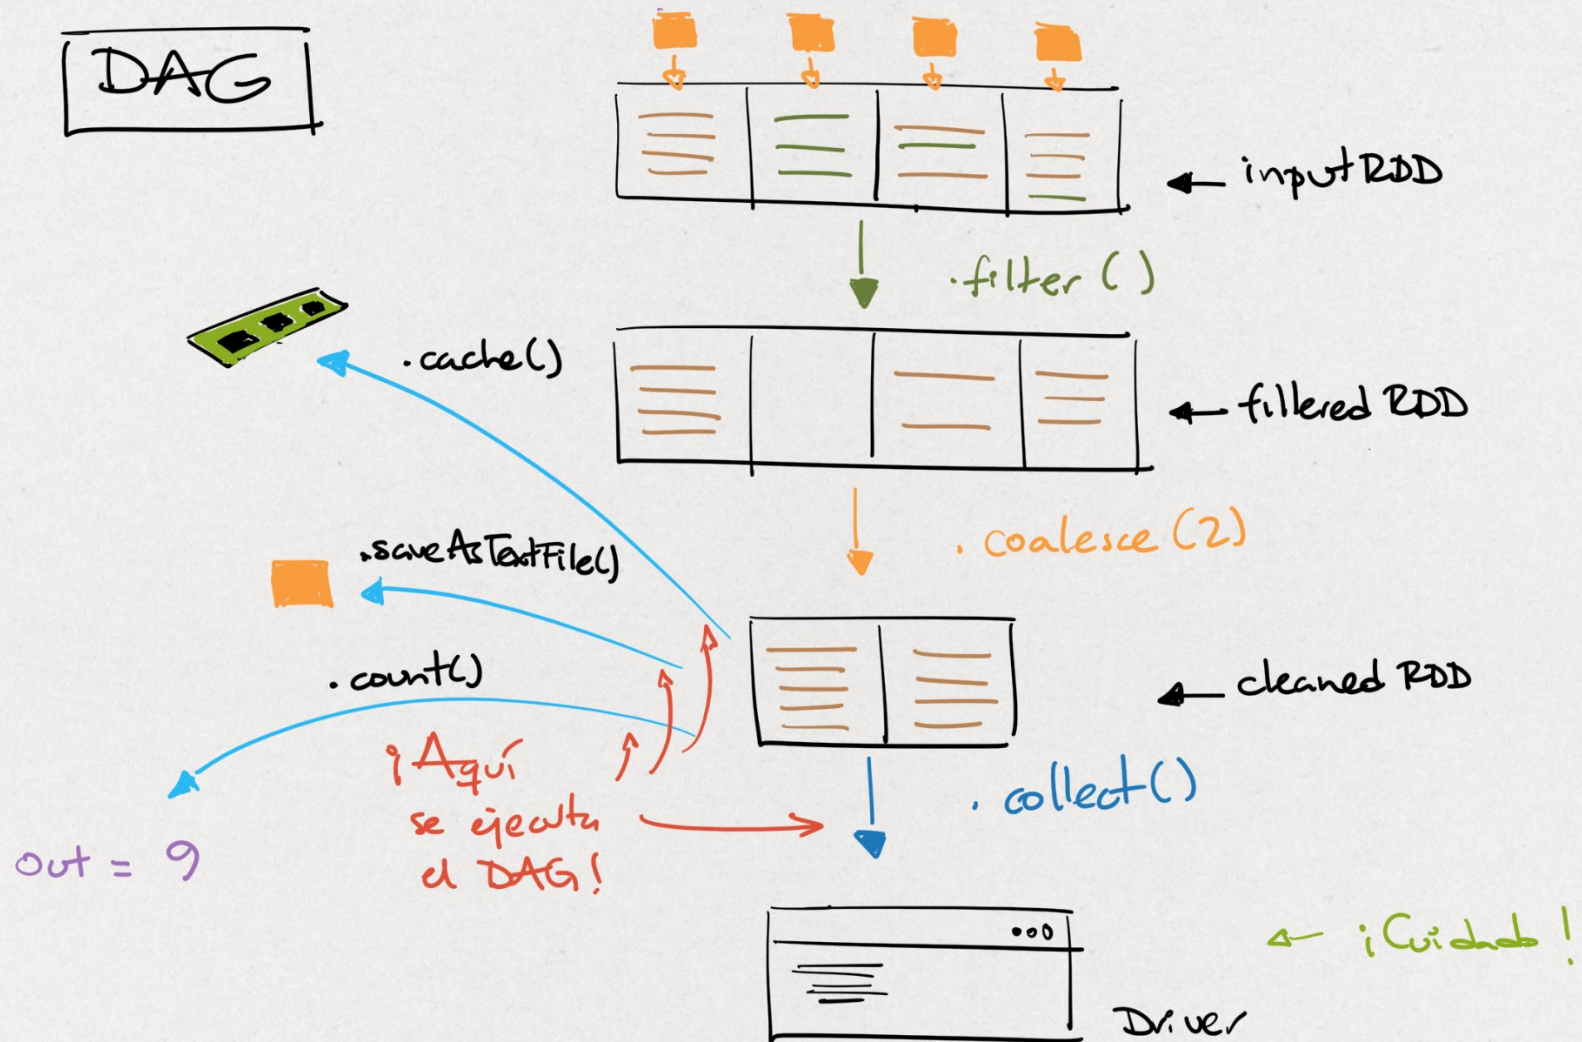 DAG
inputRDD
.filter()
.cache()
fillered RDD
.coalesce(2)
.saveAsTextFile()
.count()
cleaned RDD
¡Aquí
se ejecuta
el DAG!
.collect()
out = 9
¡Cuidado!
Driver